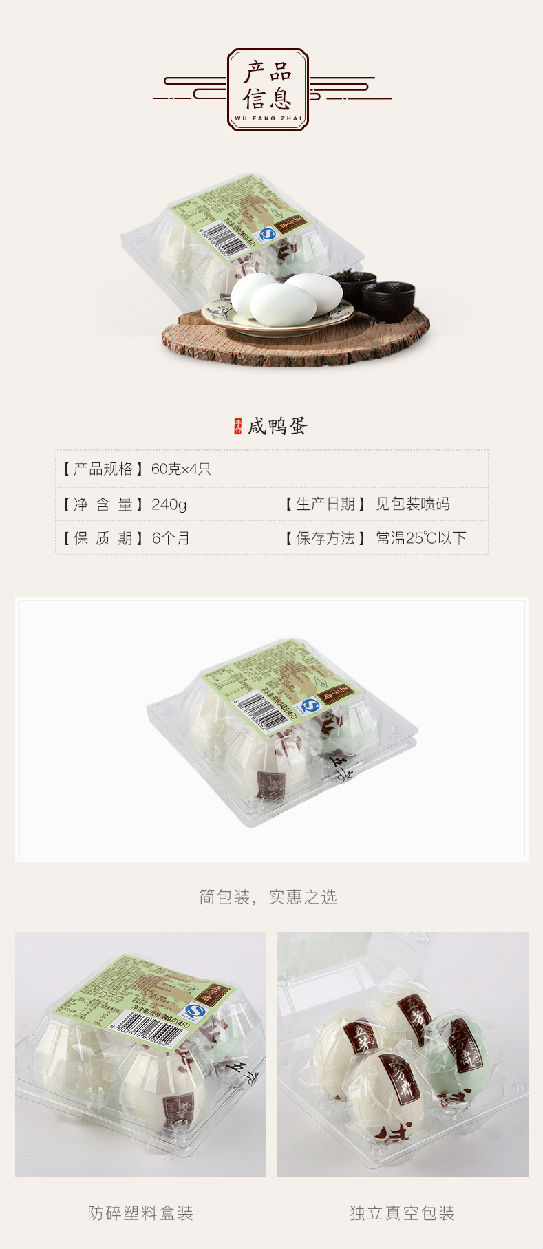 产品
信息
WU FANG ZHAI
咸鸭蛋
【产品规格】 60克x4只
【净含量】 240g 【生产日期】 见包装喷码
【保质期】 6个月 【保存方法】 常温25℃以下
简包装，实惠之选
防碎塑料盒装
独立真空包装